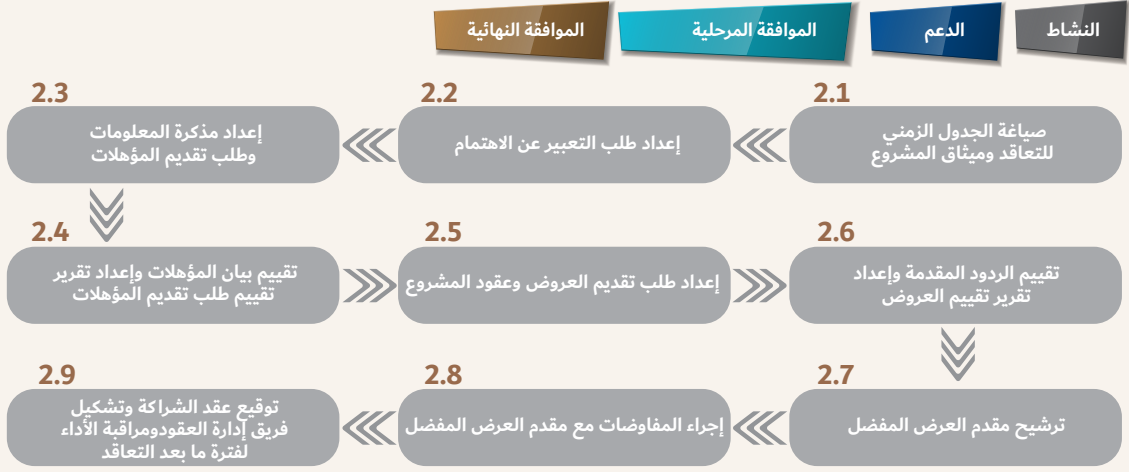 النشاط
الدعم
الموافقة المرحلية
الموافقة النهائية
2.1
صياغة الجدول الزمني
للتعاقد وميثاق المشروع
2.2
إعداد طلب التعبير عن الاهتمام
2.3
إعداد مذكرة المعلومات
وطلب تقديم المؤهلات
2.4
تقييم بيان المؤهلات وإعداد تقرير
تقييم طلب تقديم المؤهلات
2.5
إعداد طلب تقديم العروض وعقود المشروع
2.6
تقييم الردود المقدمة وإعداد
تقرير تقييم العروض
2.7
ترشيح مقدم العرض المفضل
2.8
إجراء المفاوضات مع مقدم العرض المفضل
2.9
توقيع عقد الشراكة وتشكيل
فريق إدارة العقودومراقبة الأداء
لفترة ما بعد التعاقد